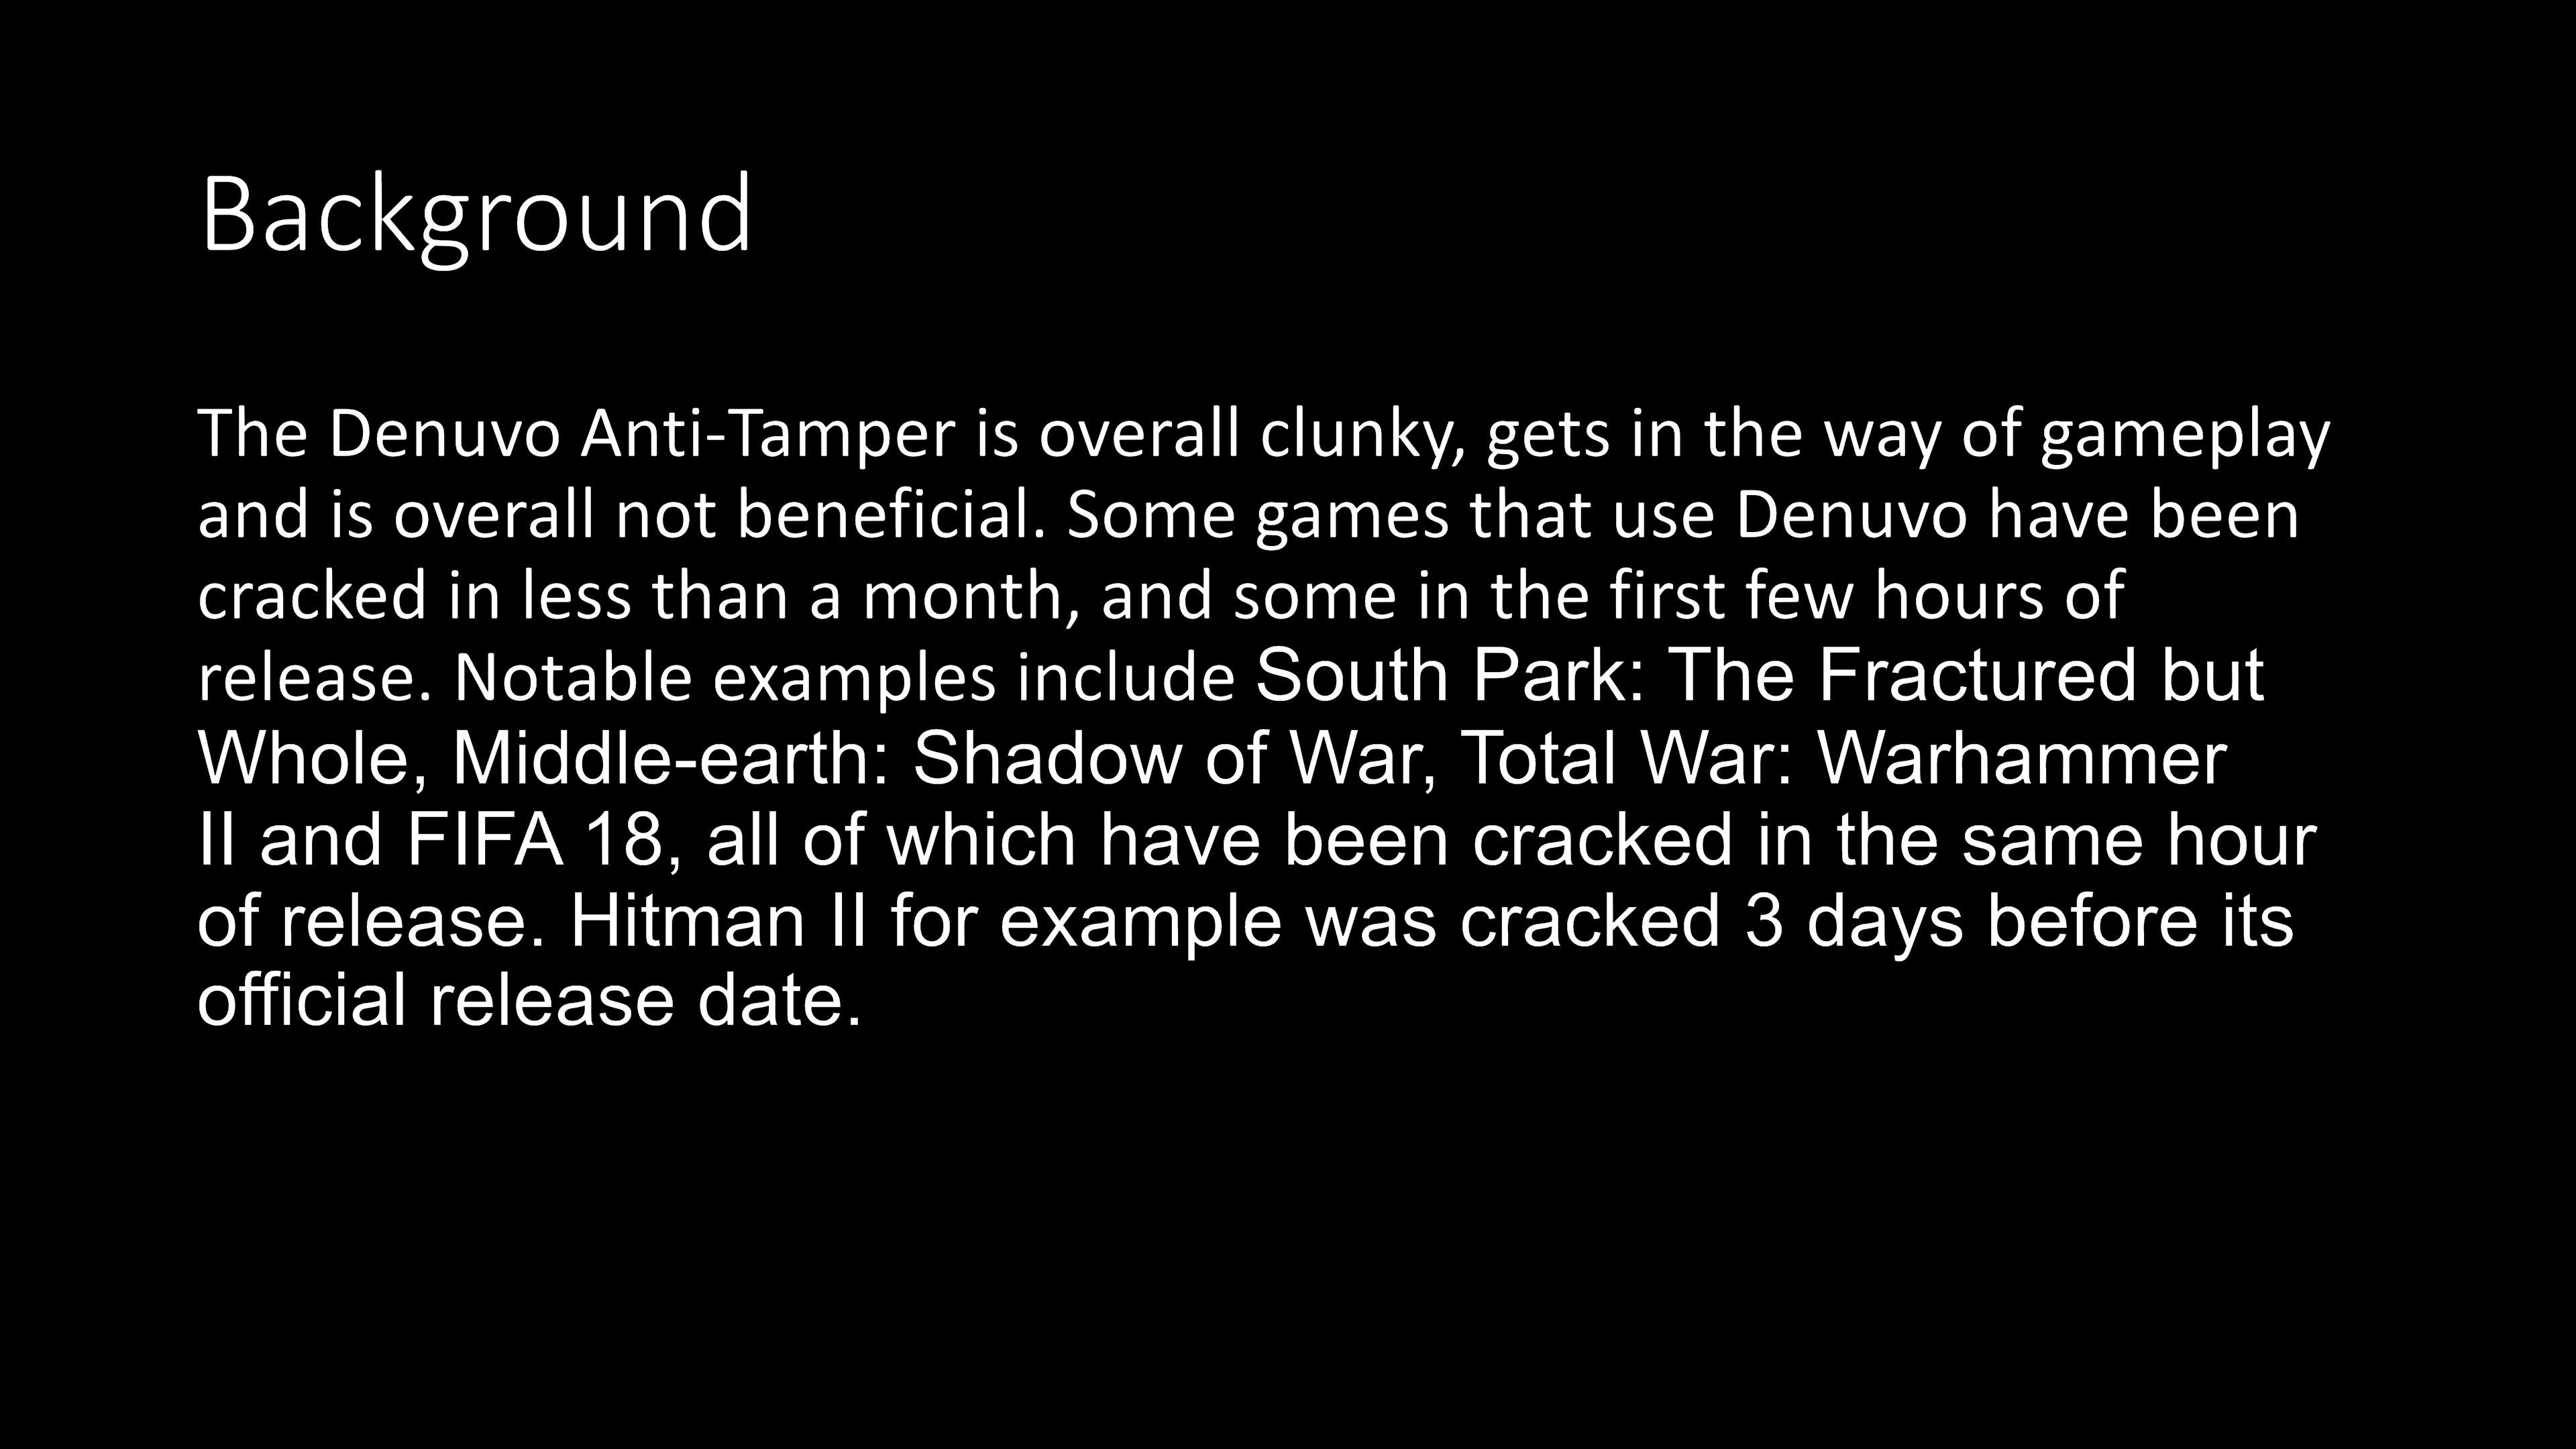 Background
The Denuvo Anti-Tamper is overall clunky, gets in the way of gameplay
and is overall not beneficial. Some games that use Denuvo have been
cracked in less than a month, and some in the first few hours of
release. Notable examples include South Park: The Fractured but
Whole, Middle-earth: Shadow of War, Total War: Warhammer
II and FIFA 18, all of which have been cracked in the same hour
of release. Hitman II for example was cracked 3 days before its
official release date.